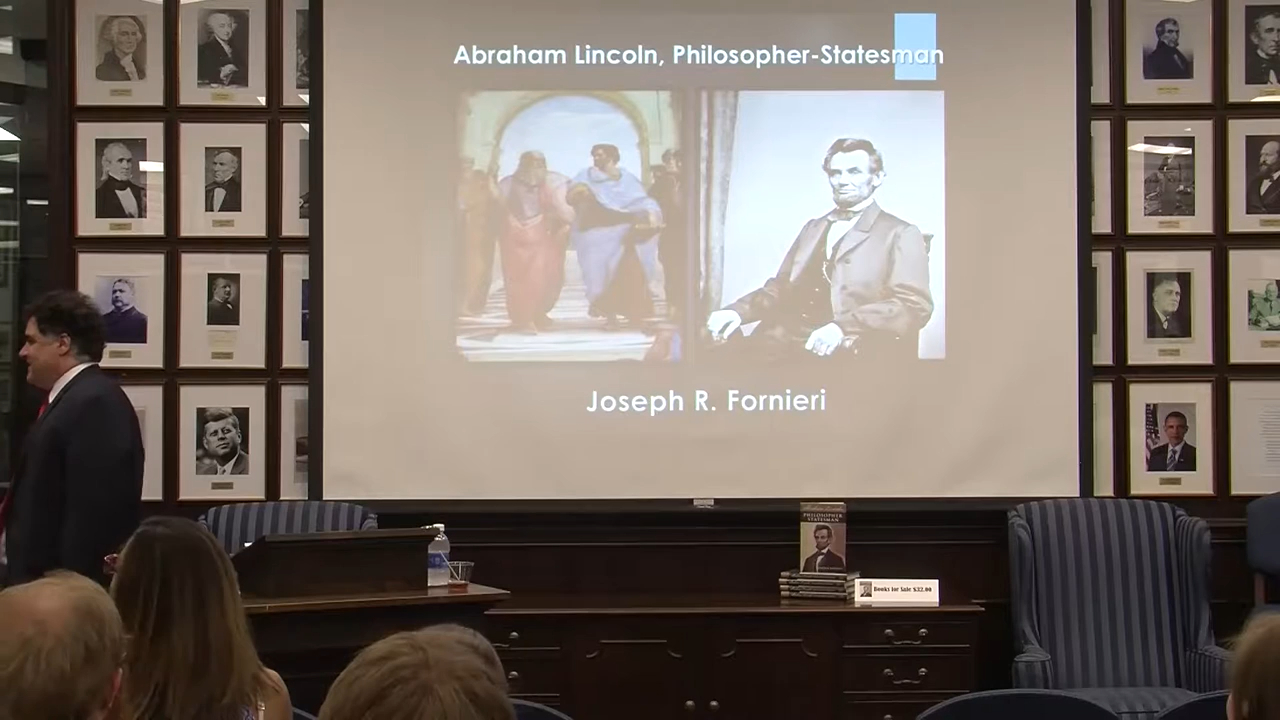 Abraham Lincoln, Philosopher-Statesman
Joseph R. Fornieri
PHILOSOPHER
STATESMAN
Books for Sale $32.00